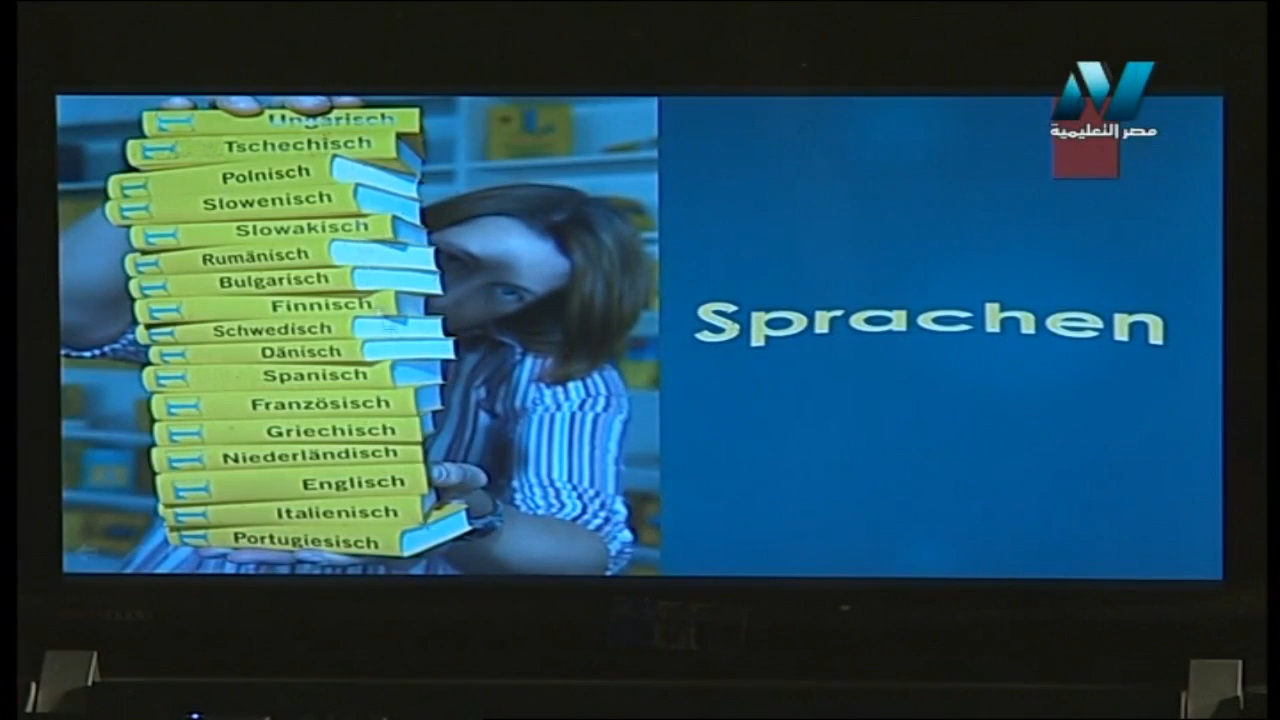 Ungarisch
Tschechisch
Polnisch
Slowenisch
Slowakisch
Rumänisch
Bulgarisch
Finnisch
Schwedisch
Dänisch
Spanisch
Französisch
Griechisch
Niederländisch
Englisch
Italienisch
Portugiesisch
Sprachen
مصر التعليمية